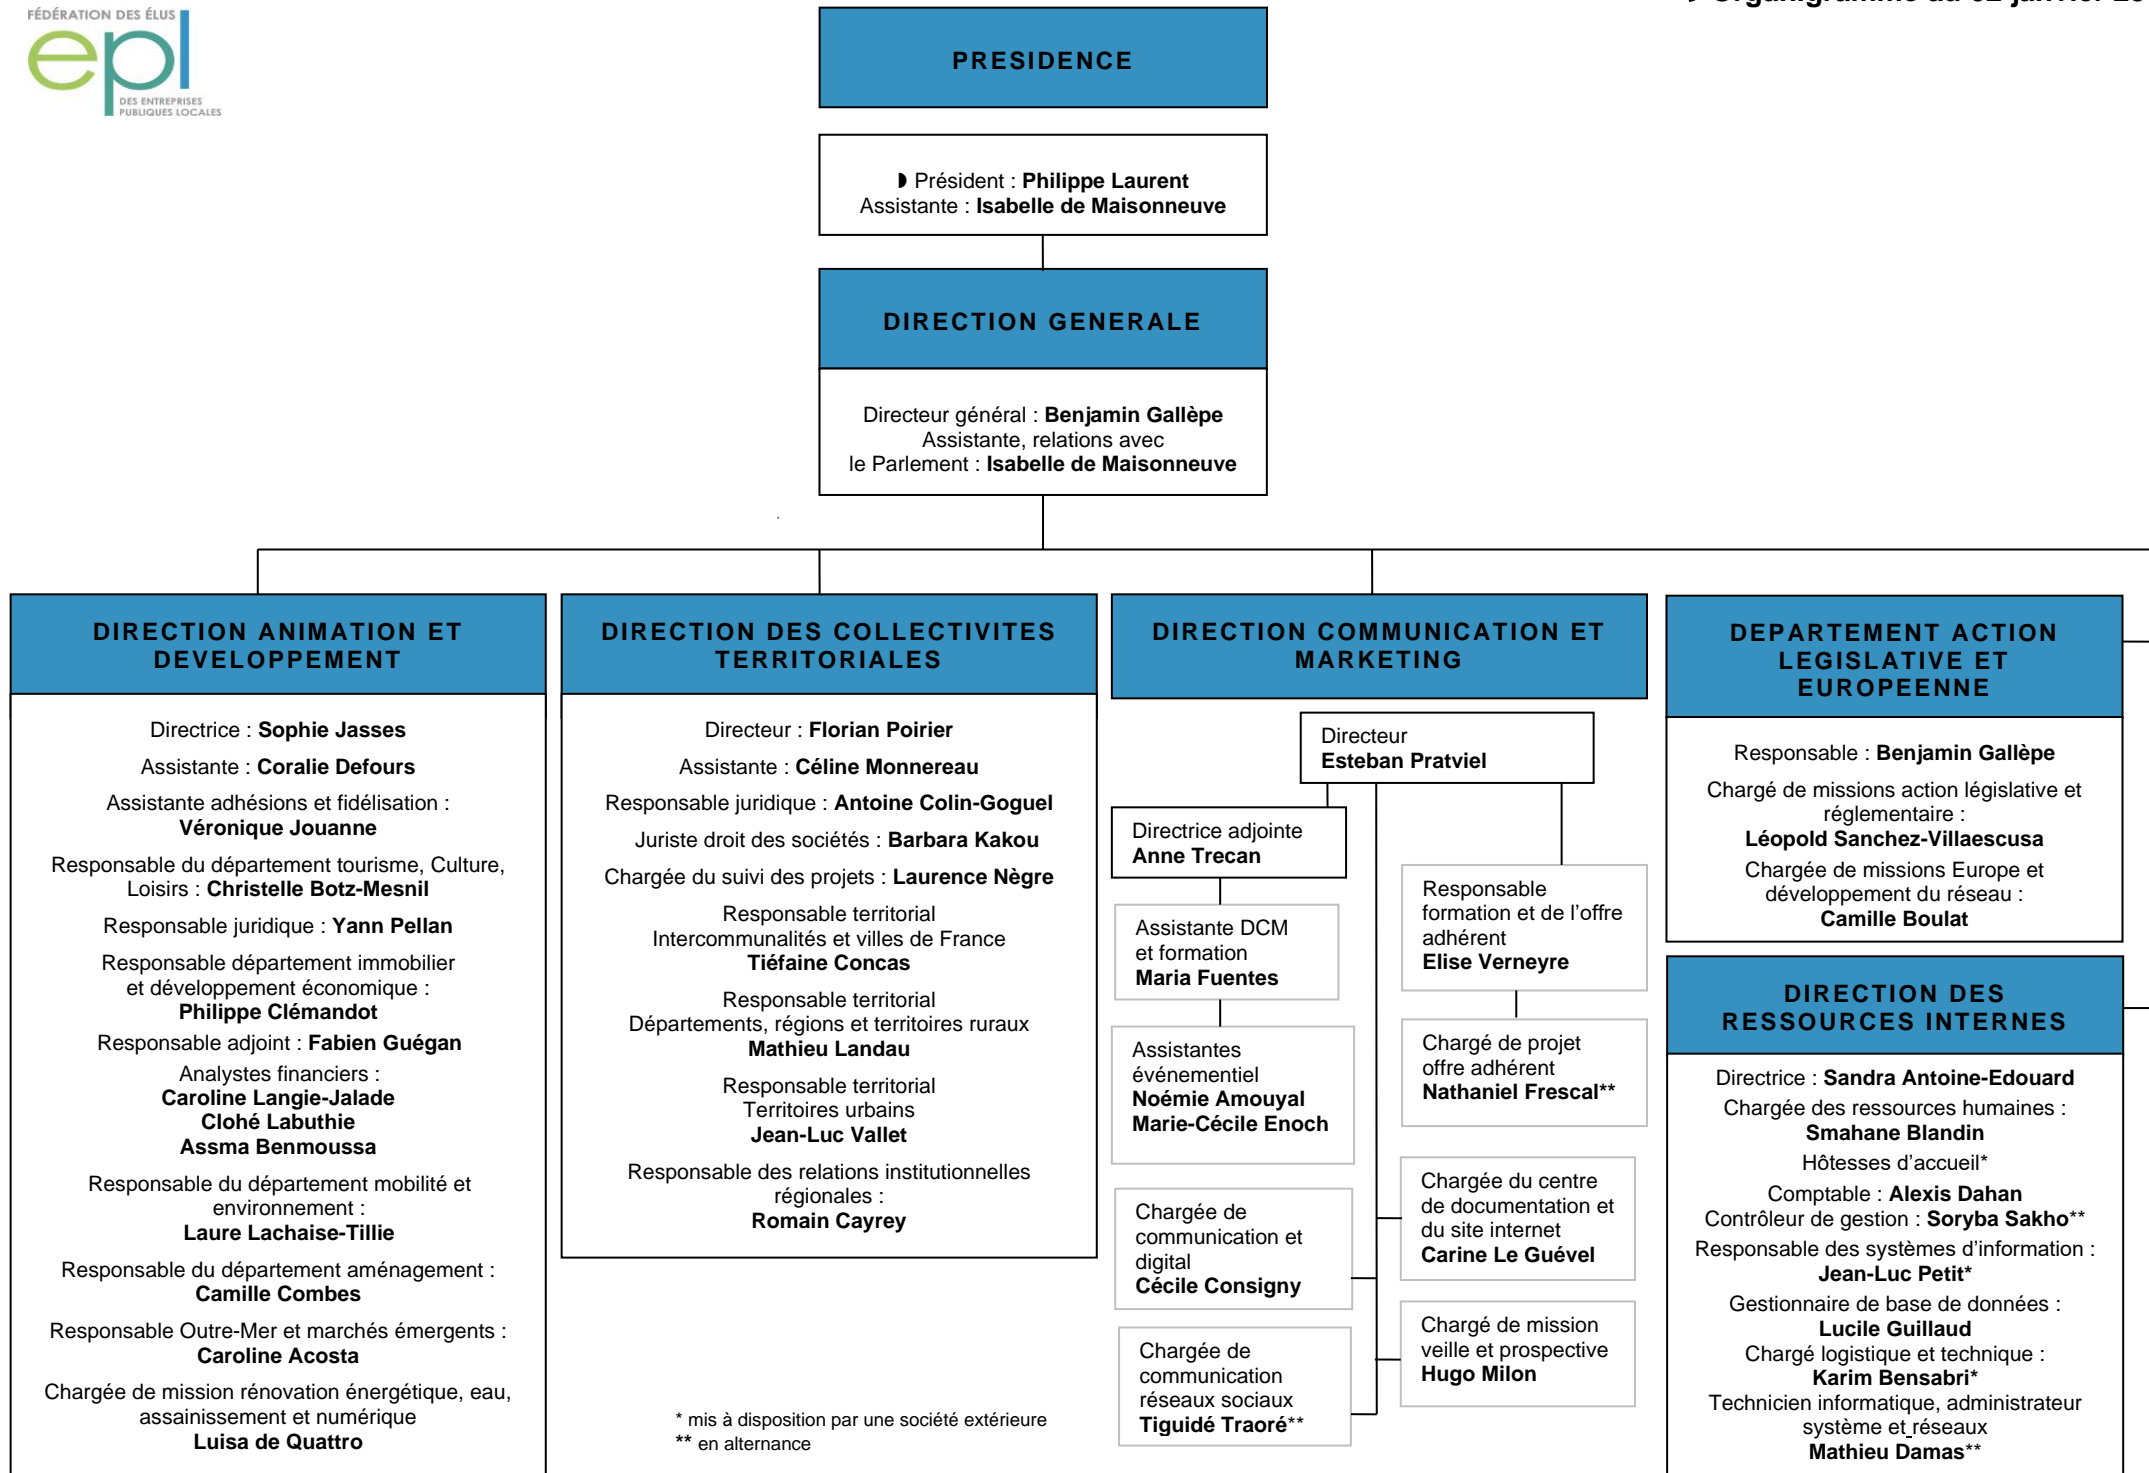 FÉDÉRATION DES ÉLUS
epl
DES ENTREPRISES
PUBLIQUES LOCALES
PRESIDENCE
◗ Président : Philippe Laurent
Assistante : Isabelle de Maisonneuve
DIRECTION GENERALE
Directeur général : Benjamin Gallèpe
Assistante, relations avec
le Parlement : Isabelle de Maisonneuve
DIRECTION ANIMATION ET
DEVELOPPEMENT
Directrice : Sophie Jasses
Assistante : Coralie Defours
Assistante adhésions et fidélisation :
Véronique Jouanne
Responsable du département tourisme, Culture,
Loisirs : Christelle Botz-Mesnil
Responsable juridique : Yann Pellan
Responsable département immobilier
et développement économique :
Philippe Clémandot
Responsable adjoint : Fabien Guégan
Analystes financiers :
Caroline Langie-Jalade
Clohé Labuthie
Assma Benmoussa
Responsable du département mobilité et
environnement :
Laure Lachaise-Tillie
Responsable du département aménagement :
Camille Combes
Responsable Outre-Mer et marchés émergents :
Caroline Acosta
Chargée de mission rénovation énergétique, eau,
assainissement et numérique
Luisa de Quattro
DIRECTION DES COLLECTIVITES
TERRITORIALES
Directeur : Florian Poirier
Assistante : Céline Monnereau
Responsable juridique : Antoine Colin-Goguel
Juriste droit des sociétés : Barbara Kakou
Chargée du suivi des projets : Laurence Nègre
Responsable territorial
Intercommunalités et villes de France
Tiéfaine Concas
Responsable territorial
Départements, régions et territoires ruraux
Mathieu Landau
Responsable territorial
Territoires urbains
Jean-Luc Vallet
Responsable des relations institutionnelles
régionales :
Romain Cayrey
* mis à disposition par une société extérieure
** en alternance
DIRECTION COMMUNICATION ET
MARKETING
Directeur
Esteban Pratviel
Directrice adjointe
Anne Trecan
Assistante DCM
et formation
Maria Fuentes
Assistantes
événementiel
Noémie Amouyal
Marie-Cécile Enoch
Chargée de
communication et
digital
Cécile Consigny
Chargée de
communication
réseaux sociaux
Tiguidé Traoré**
Responsable
formation et de l’offre
adhérent
Elise Verneyre
Chargé de projet
offre adhérent
Nathaniel Frescal**
Chargée du centre
de documentation et
du site internet
Carine Le Guével
Chargé de mission
veille et prospective
Hugo Milon
DEPARTEMENT ACTION
LEGISLATIVE ET
EUROPEENNE
Responsable : Benjamin Gallèpe
Chargé de missions action législative et
réglementaire :
Léopold Sanchez-Villaescusa
Chargée de missions Europe et
développement du réseau :
Camille Boulat
DIRECTION DES
RESSOURCES INTERNES
Directrice : Sandra Antoine-Edouard
Chargée des ressources humaines :
Smahane Blandin
Hôtesses d’accueil*
Comptable : Alexis Dahan
Contrôleur de gestion : Soryba Sakho**
Responsable des systèmes d’information :
Jean-Luc Petit*
Gestionnaire de base de données :
Lucile Guillaud
Chargé logistique et technique :
Karim Bensabri*
Technicien informatique, administrateur
système et réseaux
Mathieu Damas**